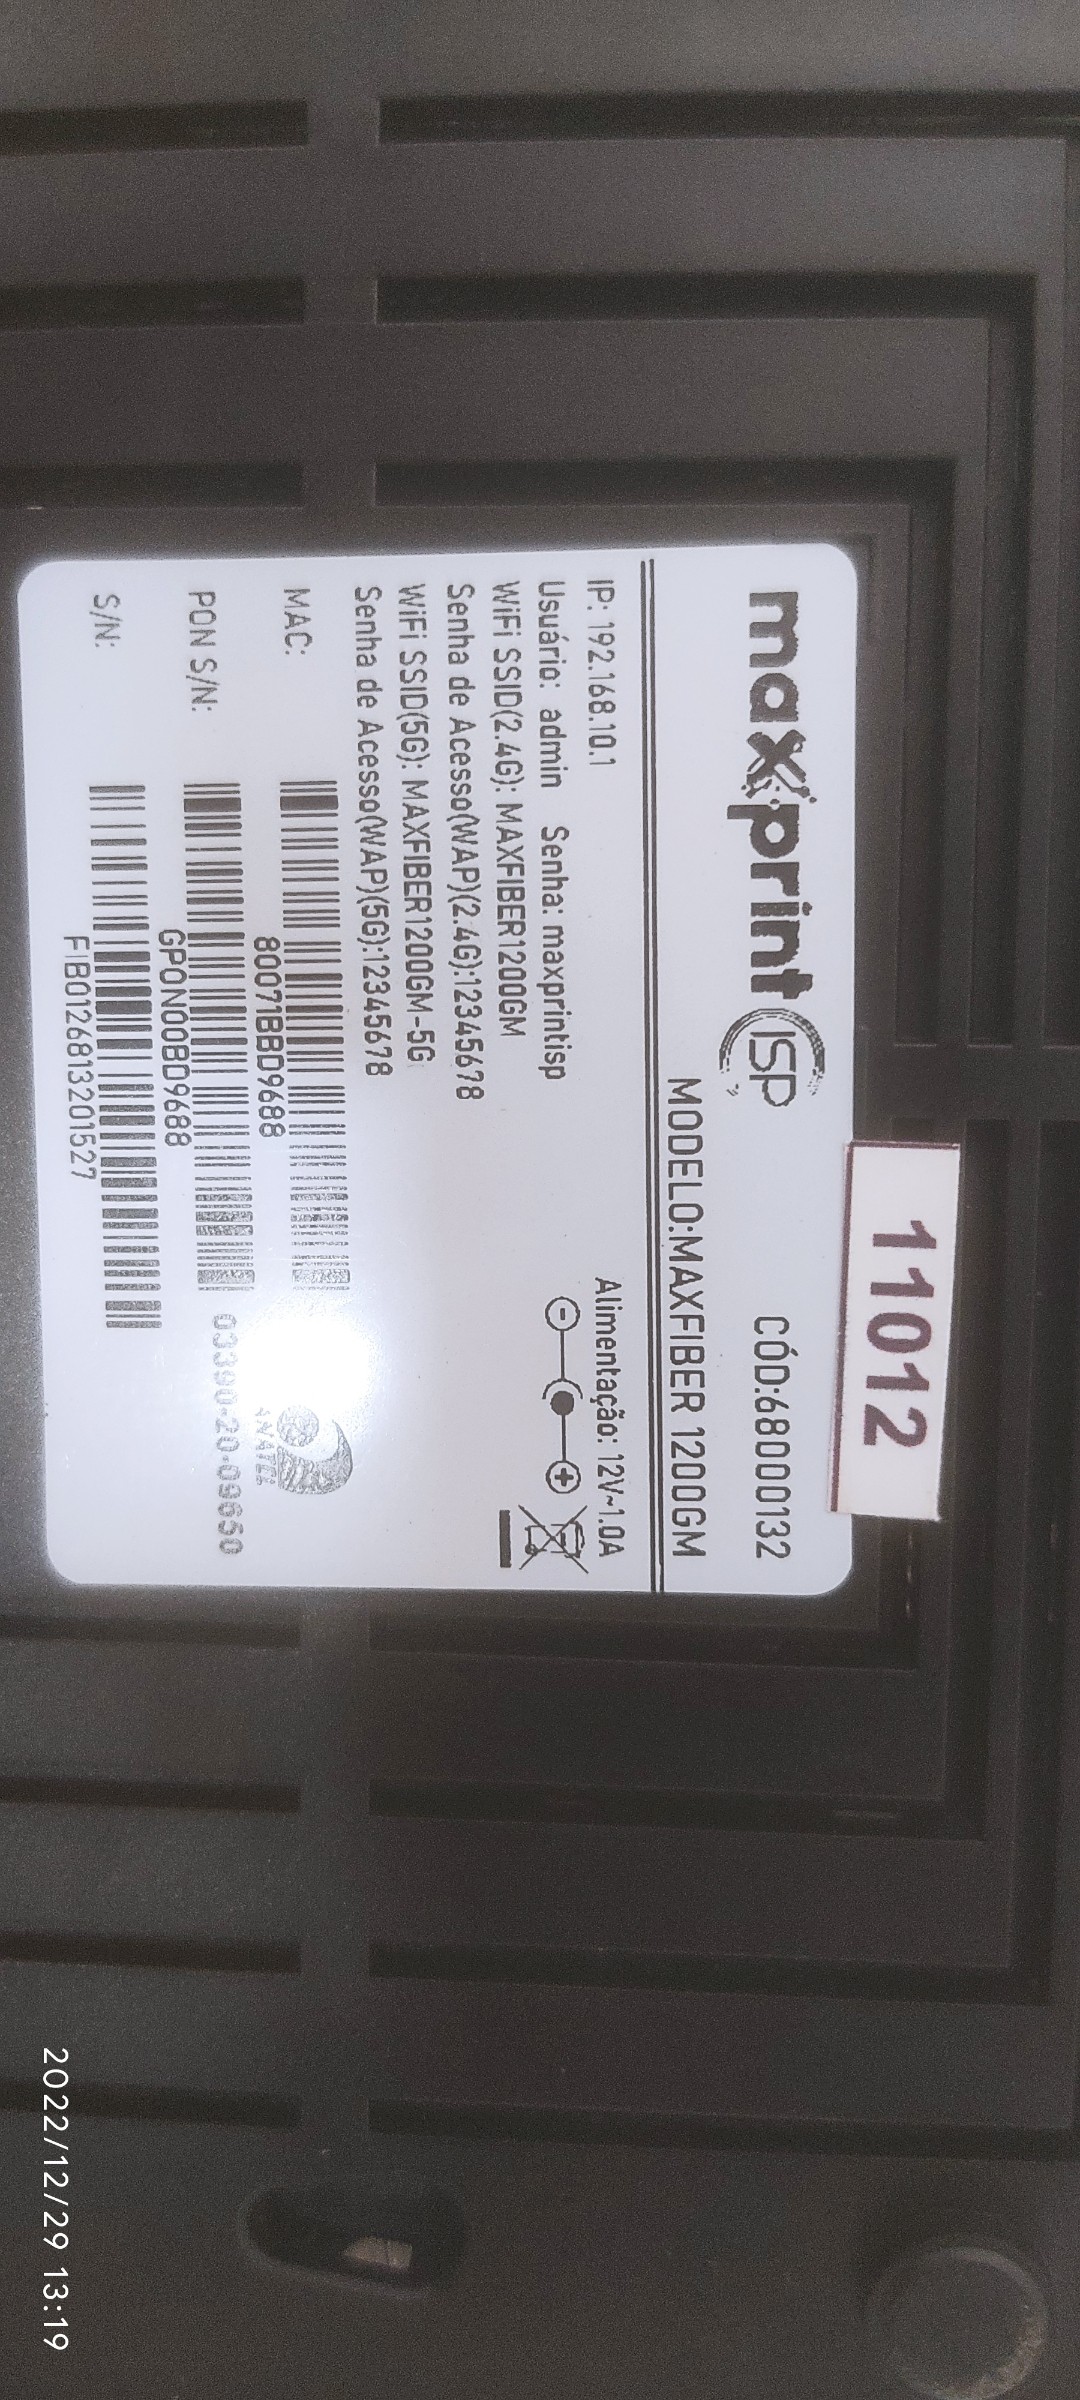 11012
maxprint ISP
CÓD:68000132
MODELO:MAXFIBER 1200GM
IP: 192.168.10.1
Alimentação: 12V~1.0A
Usuário: admin Senha: maxprintisp
WiFi SSID(2.4G): MAXFIBER1200GM
Senha de Acesso(WAP)(2.4G):12345678
WiFi SSID(5G): MAXFIBER1200GM-5G
Senha de Acesso(WAP)(5G):12345678
MAC:
80071BBD9688
ANATEL
PON S/N:
GPON00BD9688
03390-20-09650
S/N:
FIB0126813201527
2022/12/29 13:19